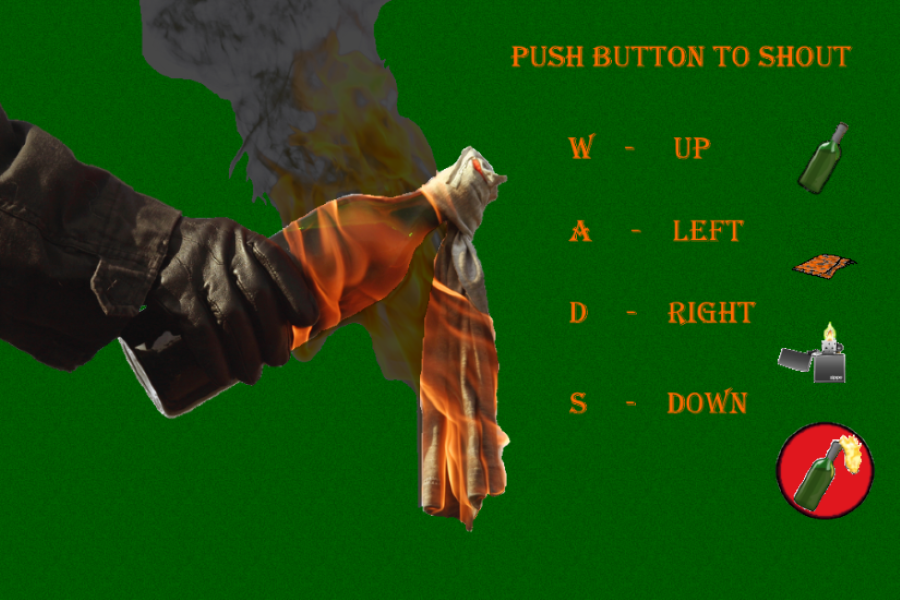 PUSH BUTTON TO SHOUT
W - UP
A - LEFT
D - RIGHT
S - DOWN